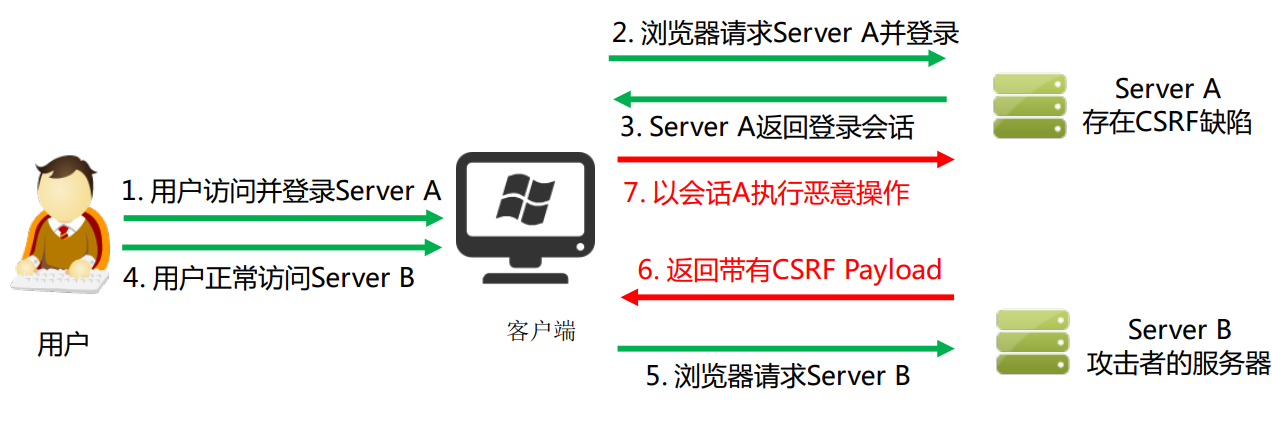 2. 浏览器请求Server A并登录
Server A
存在CSRF缺陷
3. Server A返回登录会话
1. 用户访问并登录Server A
7. 以会话A执行恶意操作
4. 用户正常访问Server B
6. 返回带有CSRF Payload
用户
客户端
Server B
攻击者的服务器
5. 浏览器请求Server B